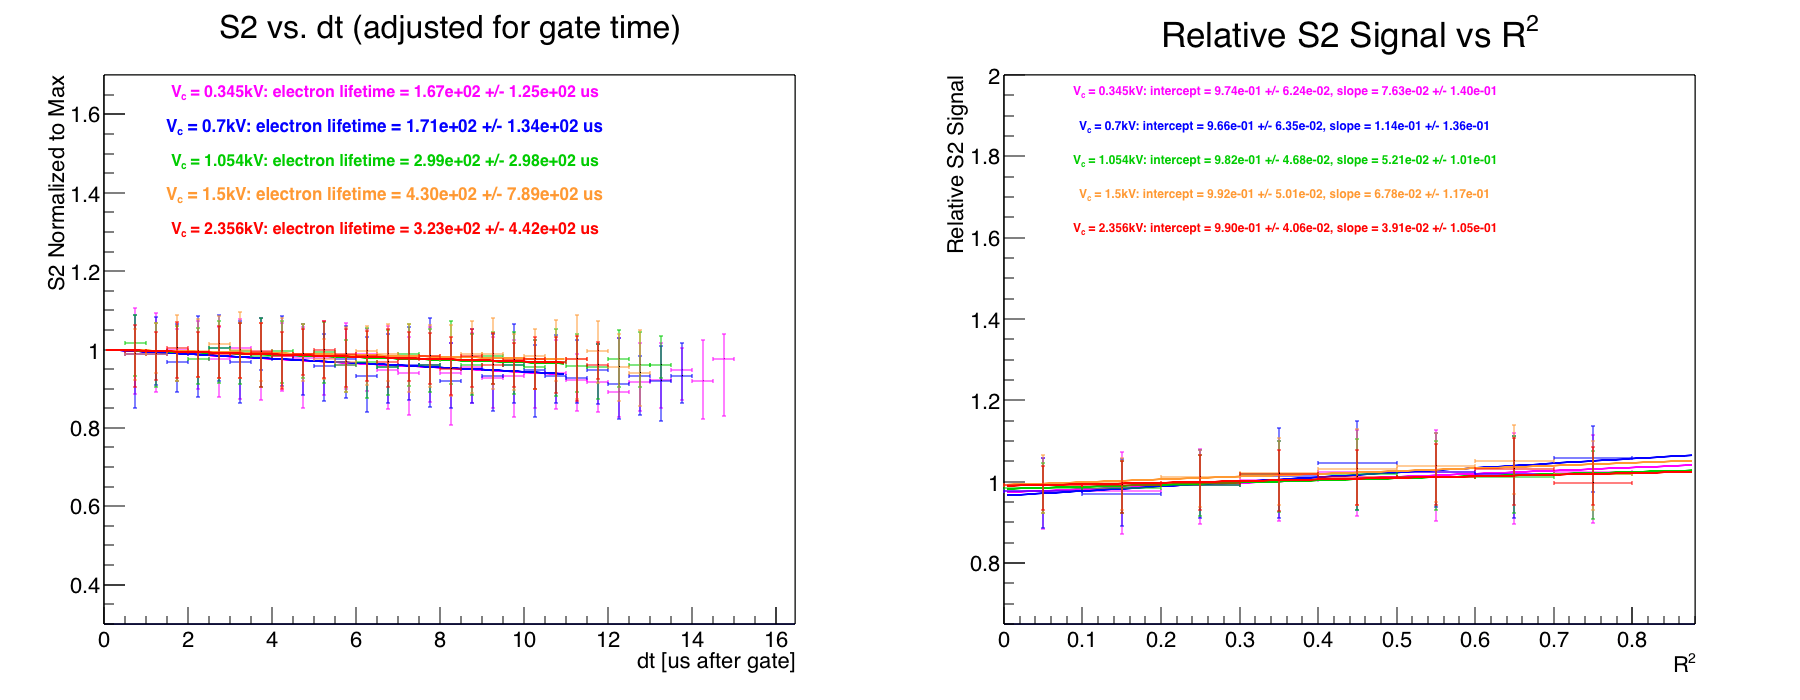 S2 vs. dt (adjusted for gate time)
S2 Normalized to Max
V_c = 0.345kV: electron lifetime = 1.67e+02 +/- 1.25e+02 us
V_c = 0.7kV: electron lifetime = 1.71e+02 +/- 1.34e+02 us
V_c = 1.054kV: electron lifetime = 2.99e+02 +/- 2.98e+02 us
V_c = 1.5kV: electron lifetime = 4.30e+02 +/- 7.89e+02 us
V_c = 2.356kV: electron lifetime = 3.23e+02 +/- 4.42e+02 us
1.6
1.4
1.2
1
0.8
0.6
0.4
0 2 4 6 8 10 12 14 16
dt [us after gate]
Relative S2 Signal vs R²
Relative S2 Signal
V_c = 0.345kV: intercept = 9.74e-01 +/- 6.24e-02, slope = 7.63e-02 +/- 1.40e-01
V_c = 0.7kV: intercept = 9.66e-01 +/- 6.35e-02, slope = 1.14e-01 +/- 1.36e-01
V_c = 1.054kV: intercept = 9.82e-01 +/- 4.68e-02, slope = 5.21e-02 +/- 1.01e-01
V_c = 1.5kV: intercept = 9.92e-01 +/- 5.01e-02, slope = 6.78e-02 +/- 1.17e-01
V_c = 2.356kV: intercept = 9.90e-01 +/- 4.06e-02, slope = 3.91e-02 +/- 1.05e-01
2
1.8
1.6
1.4
1.2
1
0.8
0 0.1 0.2 0.3 0.4 0.5 0.6 0.7 0.8
R²